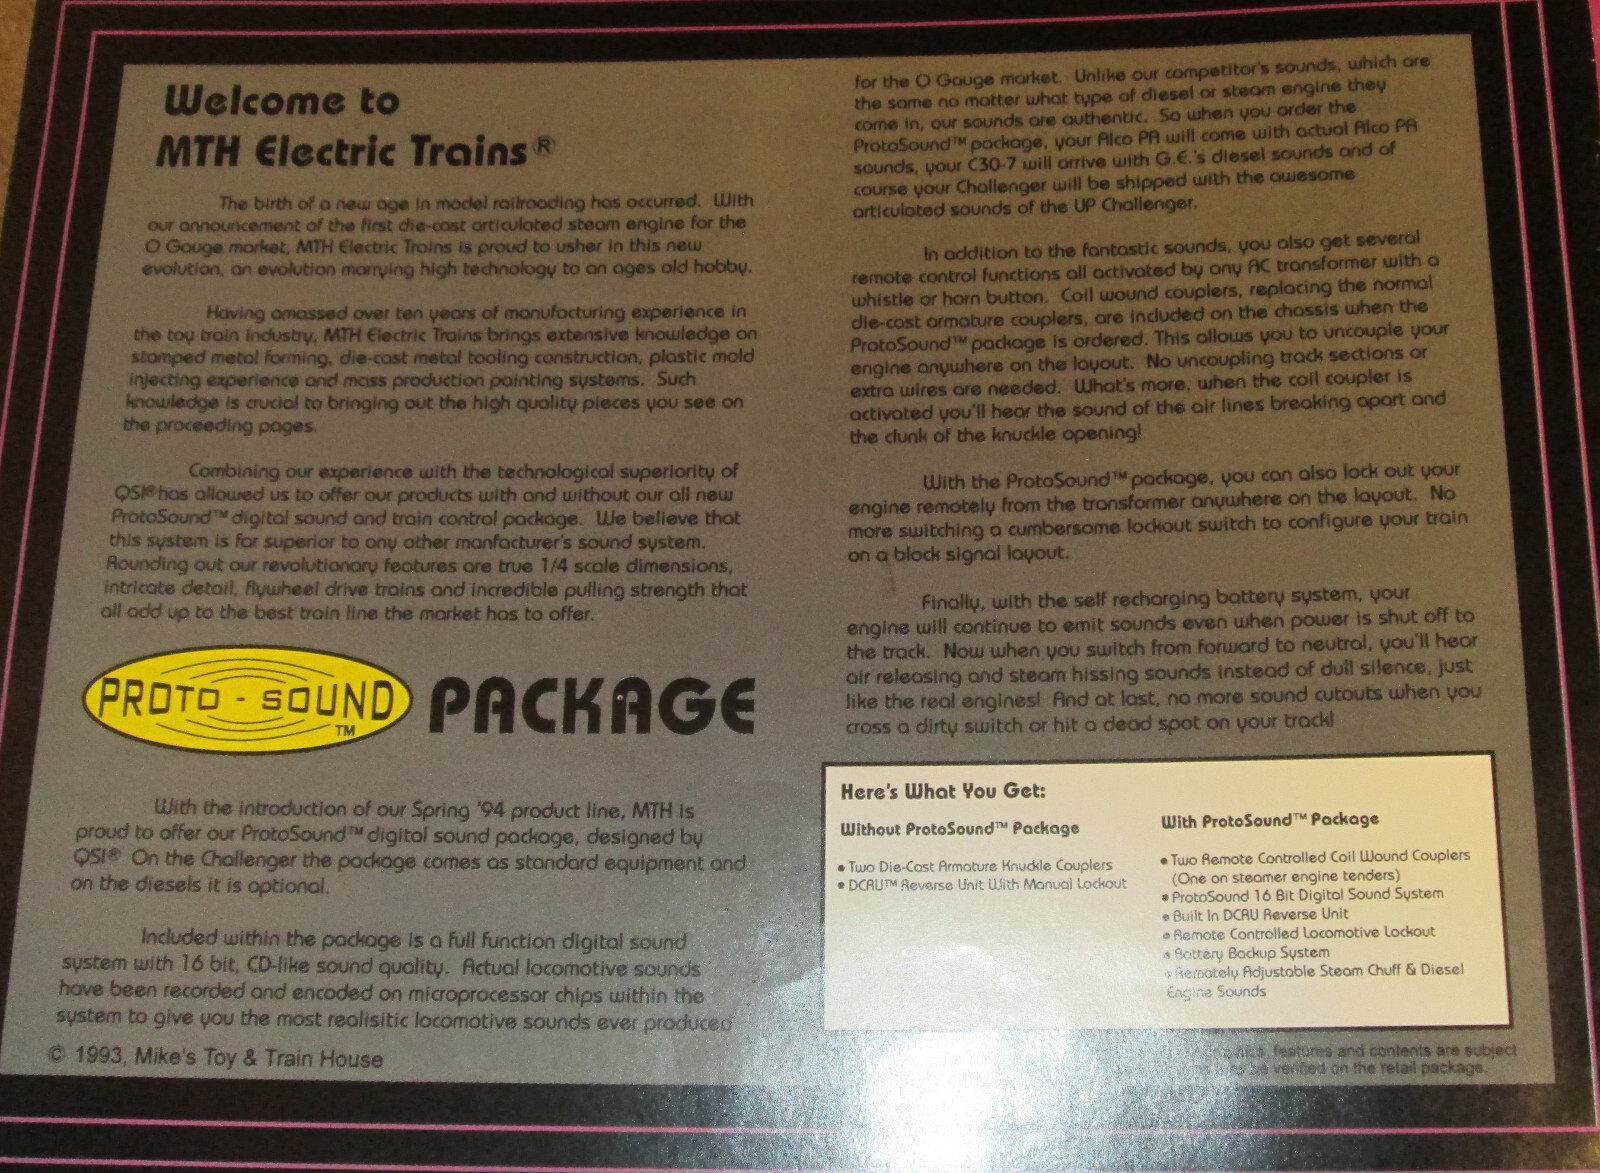 Welcome to
MTH Electric Trains®
The birth of a new age in model railroading has occurred. With
our announcement of the first die-cast articulated steam engine for the
O Gauge market, MTH Electric Trains is proud to usher in this new
evolution, an evolution marrying high technology to an ages old hobby.
Having amassed over ten years of manufacturing experience in
the toy train industry, MTH Electric Trains brings extensive knowledge on
stamped metal forming, die-cast metal tooling construction, plastic mold
injecting experience and mass production painting systems. Such
knowledge is crucial to bringing out the high quality pieces you see on
the proceeding pages.
Combining our experience with the technological superiority of
QSI® has allowed us to offer our products with and without our all new
ProtoSound™ digital sound and train control package. We believe that
this system is far superior to any other manfacturer's sound system.
Rounding out our revolutionary features are true 1/4 scale dimensions,
intricate detail, flywheel drive trains and incredible pulling strength that
all add up to the best train line the market has to offer.
PROTO - SOUND ™ PACKAGE
With the introduction of our Spring '94 product line, MTH is
proud to offer our ProtoSound™ digital sound package, designed by
QSI® On the Challenger the package comes as standard equipment and
on the diesels it is optional.
Included within the package is a full function digital sound
system with 16 bit, CD-like sound quality. Actual locomotive sounds
have been recorded and encoded on microprocessor chips within the
system to give you the most realisitic locomotive sounds ever produced
© 1993, Mike's Toy & Train House
for the O Gauge market. Unlike our competitor's sounds, which are
the same no matter what type of diesel or steam engine they
come in, our sounds are authentic. So when you order the
ProtoSound™ package, your Alco PA will come with actual Alco PA
sounds, your C30-7 will arrive with G.E.'s diesel sounds and of
course your Challenger will be shipped with the awesome
articulated sounds of the UP Challenger.
In addition to the fantastic sounds, you also get several
remote control functions all activated by any AC transformer with a
whistle or horn button. Coil wound couplers, replacing the normal
die-cast armature couplers, are included on the chassis when the
ProtoSound™ package is ordered. This allows you to uncouple your
engine anywhere on the layout. No uncoupling track sections or
extra wires are needed. What's more, when the coil coupler is
activated you'll hear the sound of the air lines breaking apart and
the clunk of the knuckle opening!
With the ProtoSound™ package, you can also lock out your
engine remotely from the transformer anywhere on the layout. No
more switching a cumbersome lockout switch to configure your train
on a block signal layout.
Finally, with the self recharging battery system, your
engine will continue to emit sounds even when power is shut off to
the track. Now when you switch from forward to neutral, you'll hear
air releasing and steam hissing sounds instead of dull silence, just
like the real engines! And at last, no more sound cutouts when you
cross a dirty switch or hit a dead spot on your track!
Here's What You Get:
Without ProtoSound™ Package
• Two Die-Cast Armature Knuckle Couplers
• DCRU™ Reverse Unit With Manual Lockout
With ProtoSound™ Package
• Two Remote Controlled Coil Wound Couplers
(One on steamer engine tenders)
• ProtoSound 16 Bit Digital Sound System
• Built In DCRU Reverse Unit
• Remote Controlled Locomotive Lockout
• Battery Backup System
• Remotely Adjustable Steam Chuff & Diesel
Engine Sounds
features and contents are subject
be verified on the retail package.